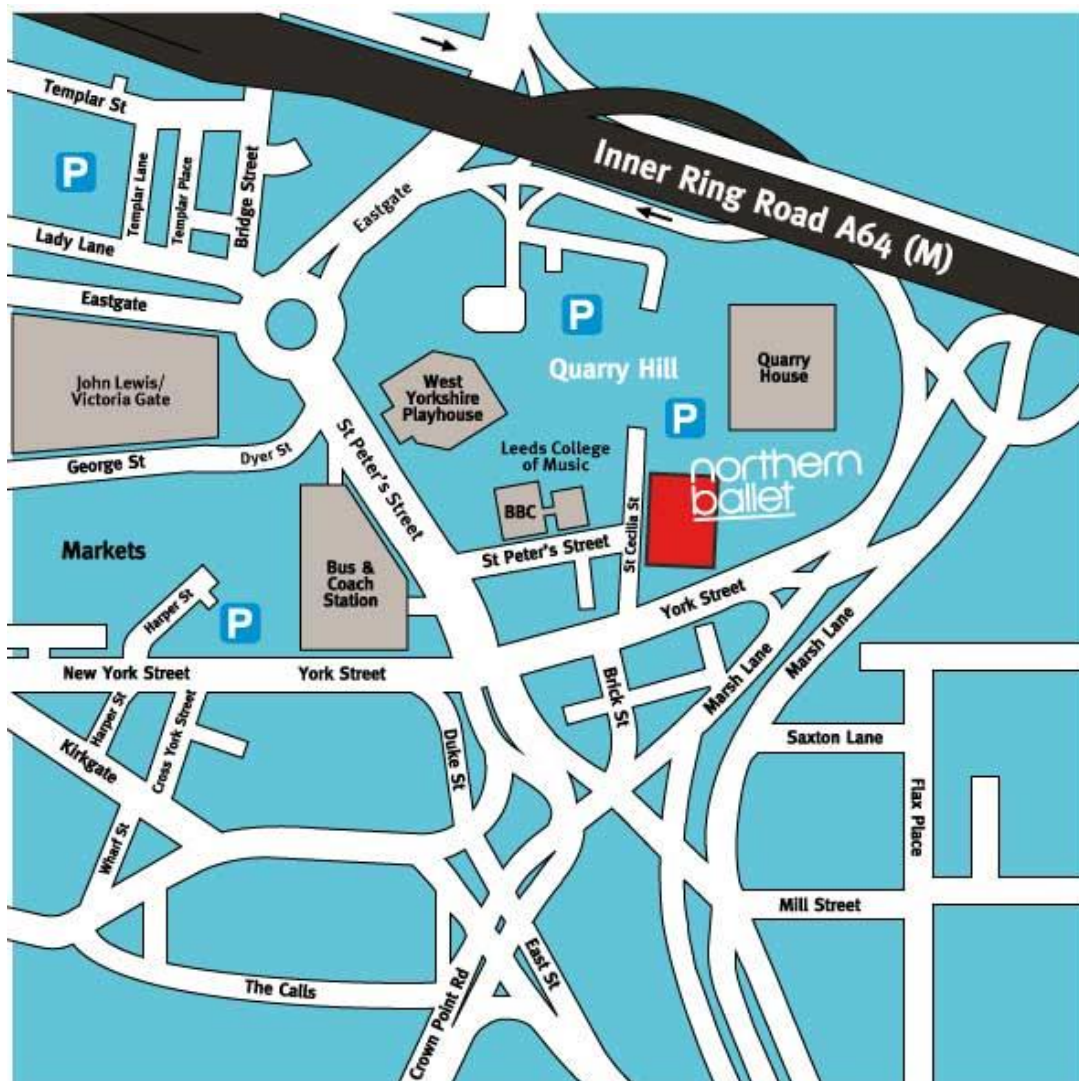 Templar St
P
Templar Lane
Templar Place
Bridge Street
Lady Lane
Eastgate
Eastgate
Inner Ring Road A64 (M)
John Lewis/
Victoria Gate
George St
Dyer St
P
Quarry Hill
Quarry
House
West
Yorkshire
Playhouse
P
Leeds College
of Music
BBC
northern
ballet
St Peter's Street
St Peter's Street
St Cecilia St
Markets
Bus &
Coach
Station
Harper St
P
York Street
New York Street
York Street
Brick St
Marsh Lane
Marsh Lane
Harper St
Cross York Street
Kirkgate
Duke St
Saxton Lane
Flax Place
Wharf St
Mill Street
The Calls
Crown Point Rd
East St